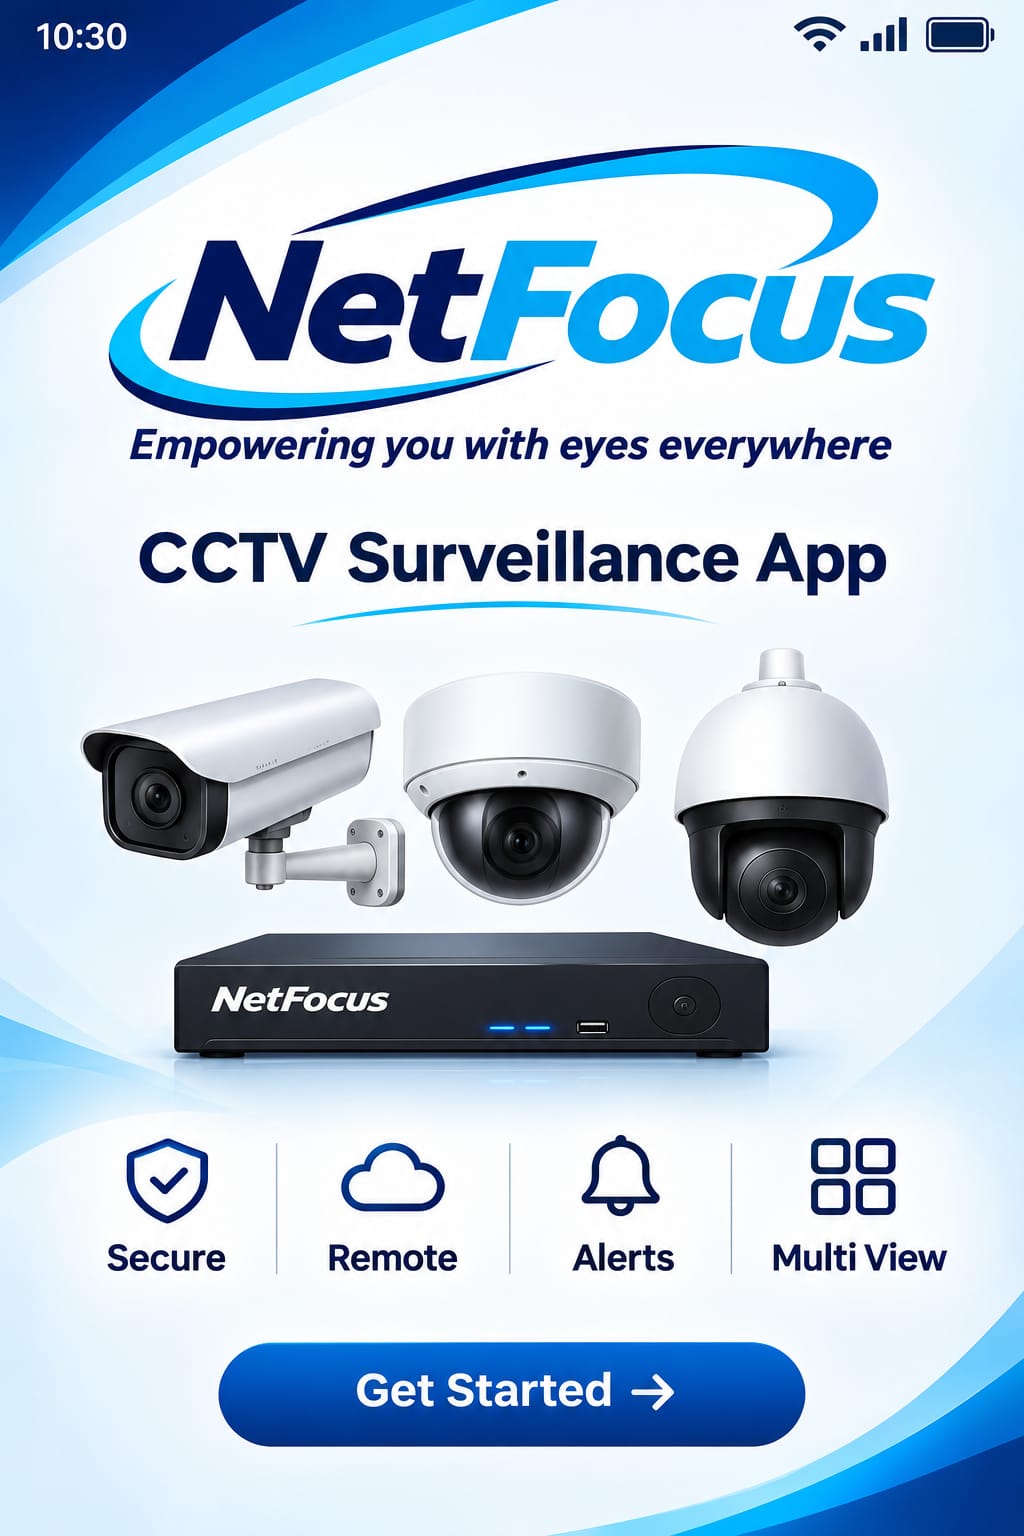 10:30
NetFocus
Empowering you with eyes everywhere
CCTV Surveillance App
NetFocus
Secure
Remote
Alerts
Multi View
Get Started →